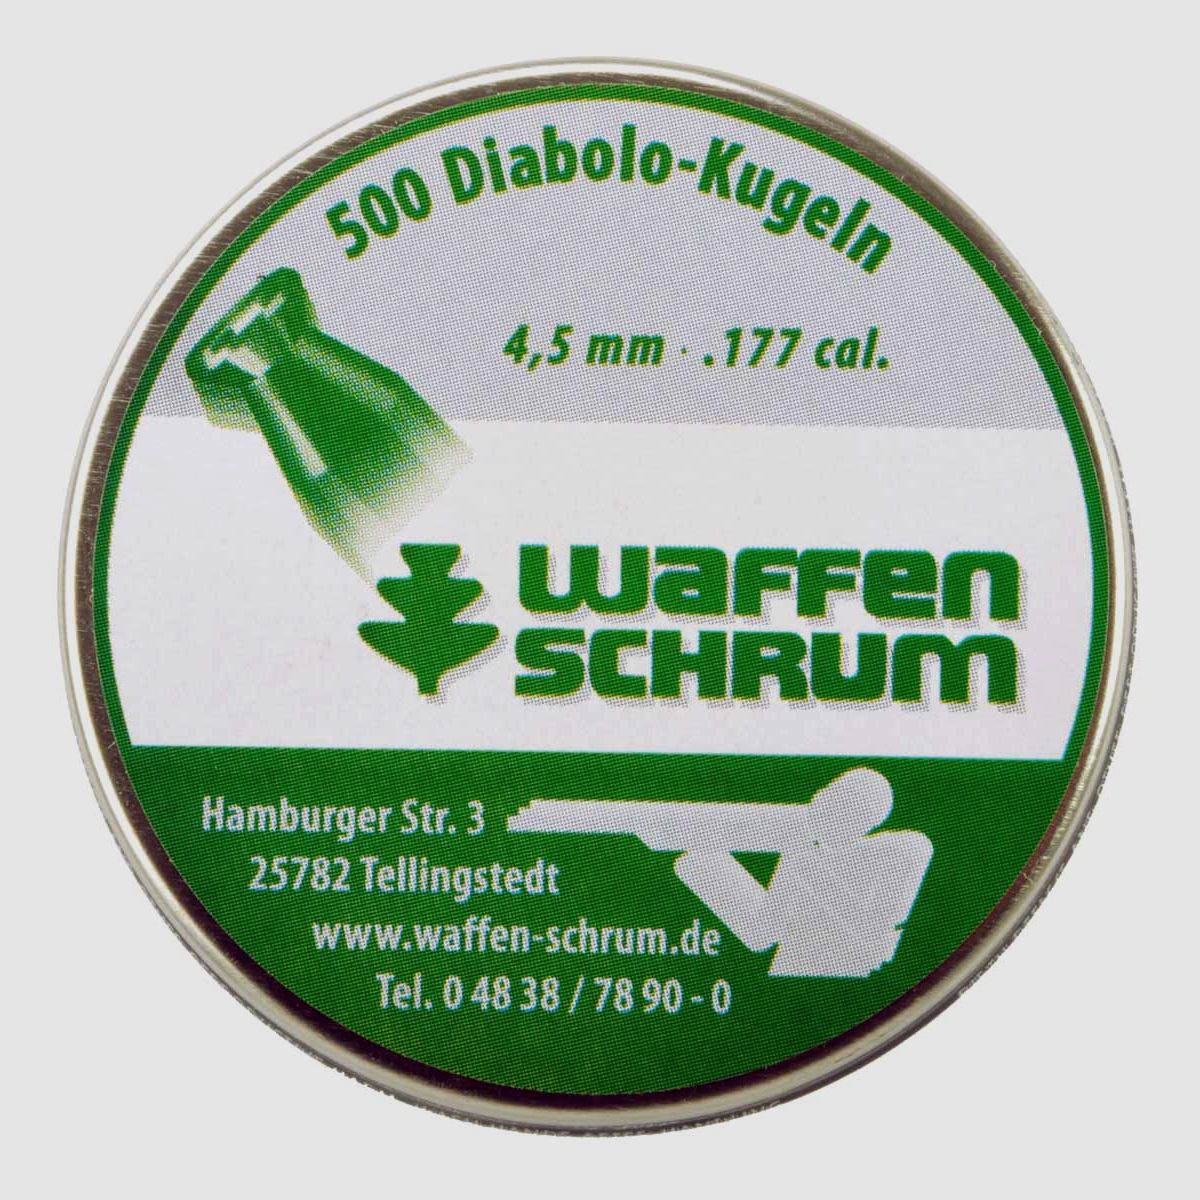 500 Diabolo-Kugeln
4,5 mm · .177 cal.
waffen
SCHRUM
Hamburger Str. 3
25782 Tellingstedt
www.waffen-schrum.de
Tel. 0 48 38 / 78 90 - 0